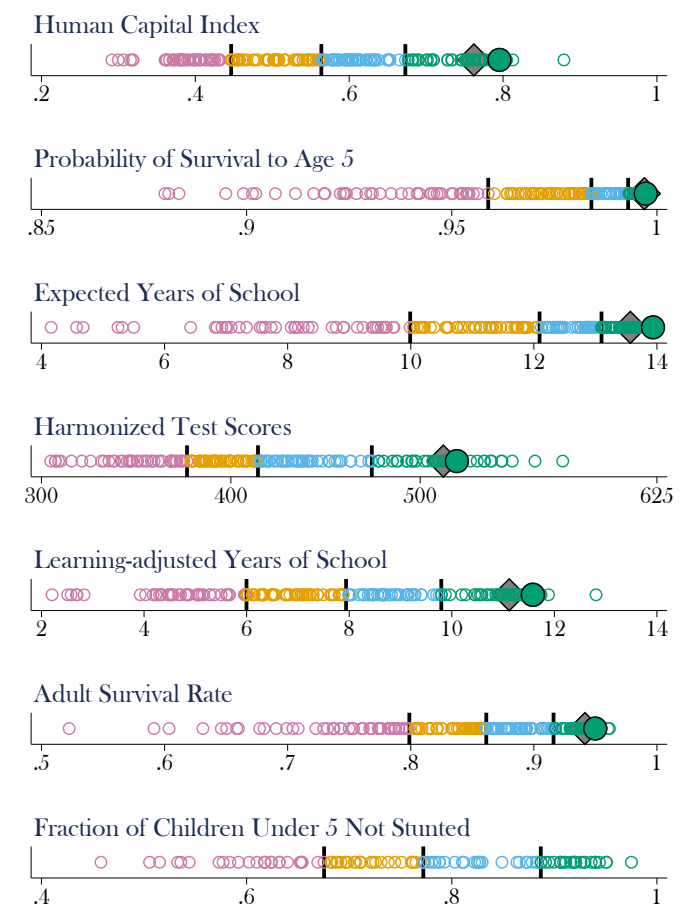 Human Capital Index
.2 .4 .6 .8 1
Probability of Survival to Age 5
.85 .9 .95 1
Expected Years of School
4 6 8 10 12 14
Harmonized Test Scores
300 400 500 625
Learning-adjusted Years of School
2 4 6 8 10 12 14
Adult Survival Rate
.5 .6 .7 .8 .9 1
Fraction of Children Under 5 Not Stunted
.4 .6 .8 1